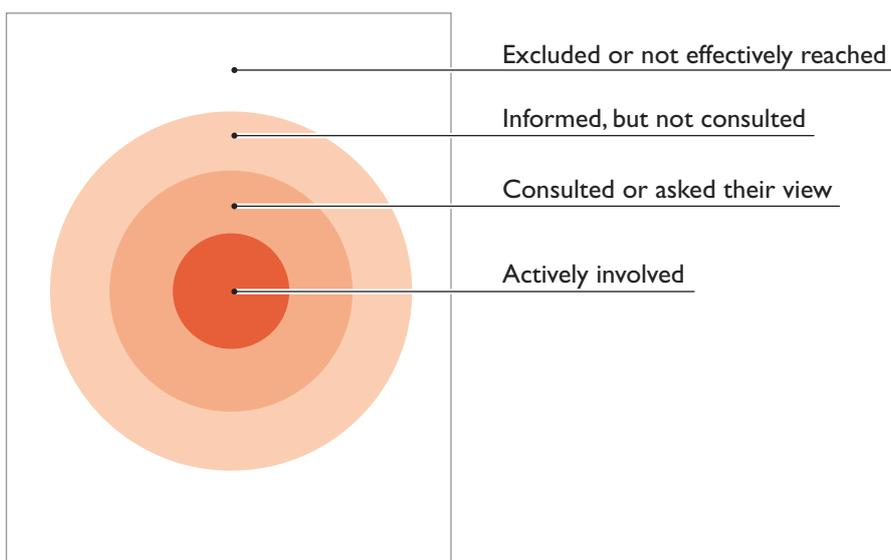 Excluded or not effectively reached
Informed, but not consulted
Consulted or asked their view
Actively involved